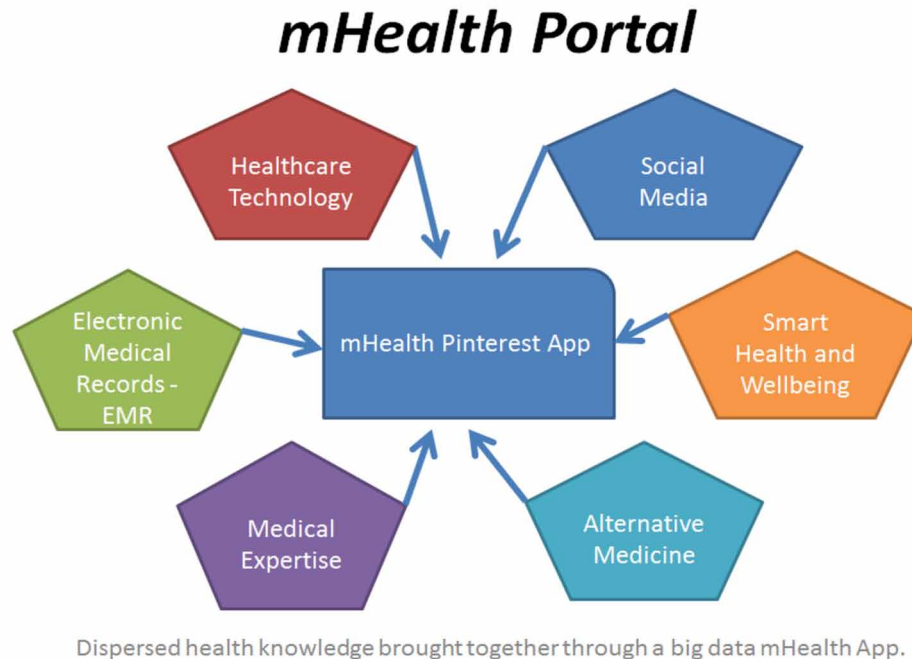 mHealth Portal
Healthcare
Technology
Social
Media
Electronic
Medical
Records -
EMR
mHealth Pinterest App
Smart
Health and
Wellbeing
Medical
Expertise
Alternative
Medicine
Dispersed health knowledge brought together through a big data mHealth App.